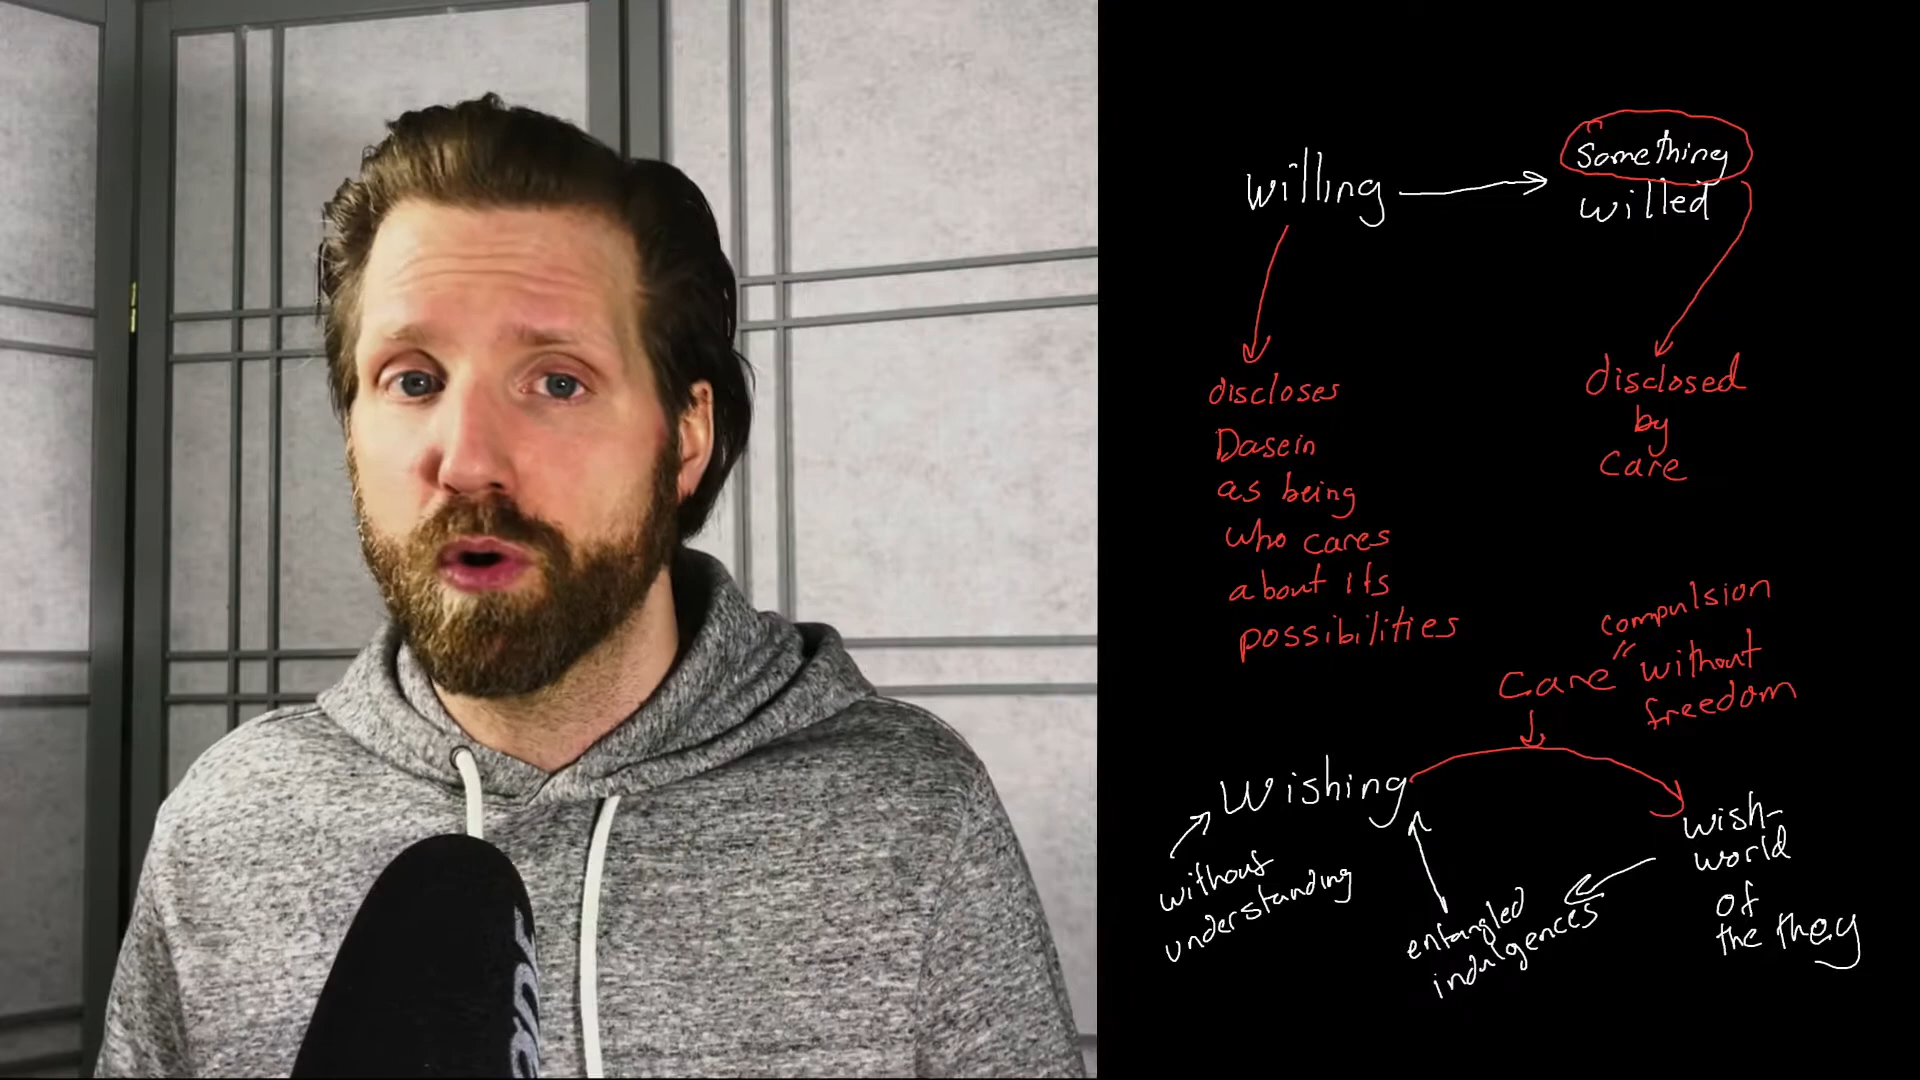 willing
something
willed
discloses
Dasein
as being
who cares
about its
possibilities
disclosed
by
care
compulsion
Care " without
freedom
Wishing
without
understanding
entangled
indulgences
wish-
world
of
the they